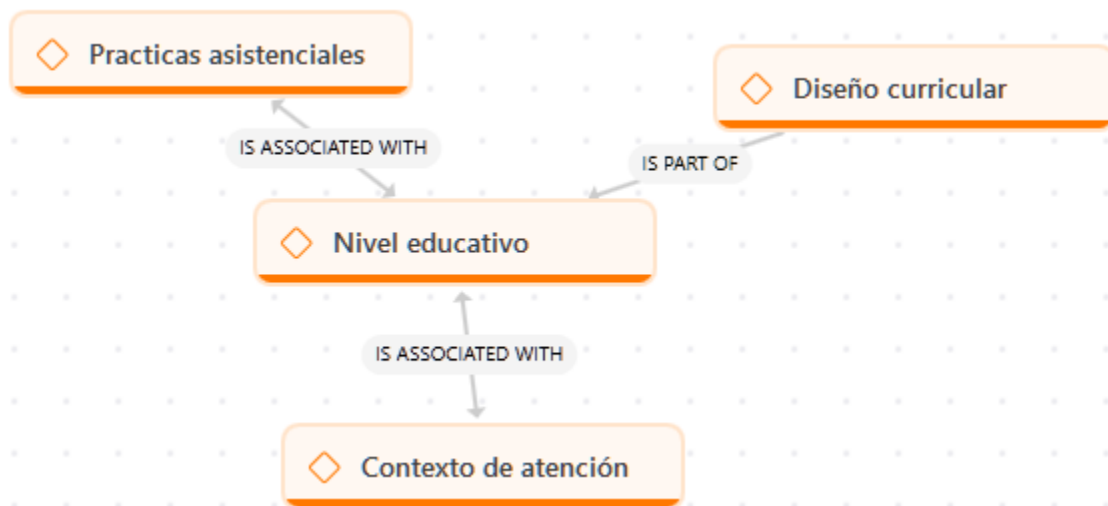 Practicas asistenciales
Diseño curricular
IS ASSOCIATED WITH
IS PART OF
Nivel educativo
IS ASSOCIATED WITH
Contexto de atención